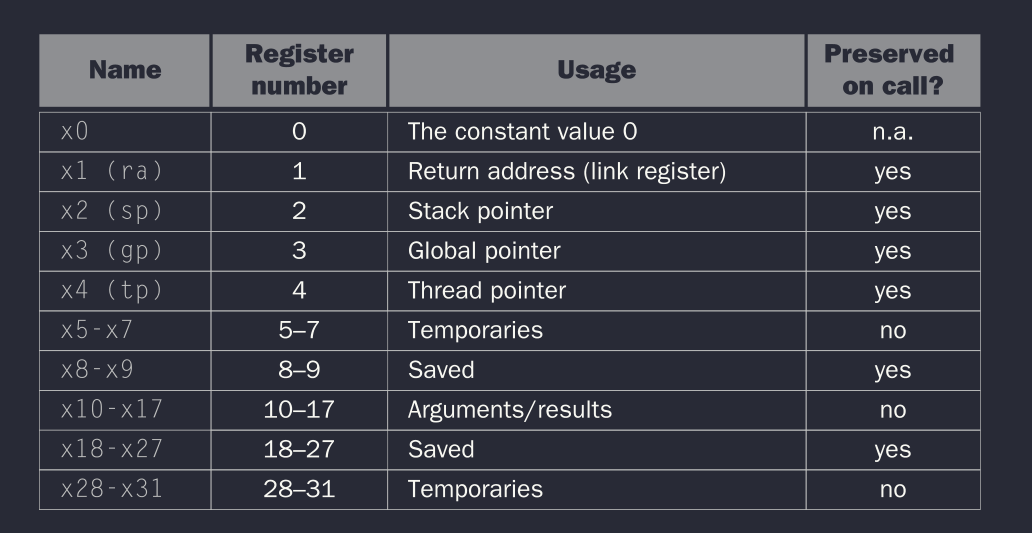 Name Register number Usage Preserved on call?
x0 0 The constant value 0 n.a.
x1 (ra) 1 Return address (link register) yes
x2 (sp) 2 Stack pointer yes
x3 (gp) 3 Global pointer yes
x4 (tp) 4 Thread pointer yes
x5-x7 5–7 Temporaries no
x8-x9 8–9 Saved yes
x10-x17 10–17 Arguments/results no
x18-x27 18–27 Saved yes
x28-x31 28–31 Temporaries no